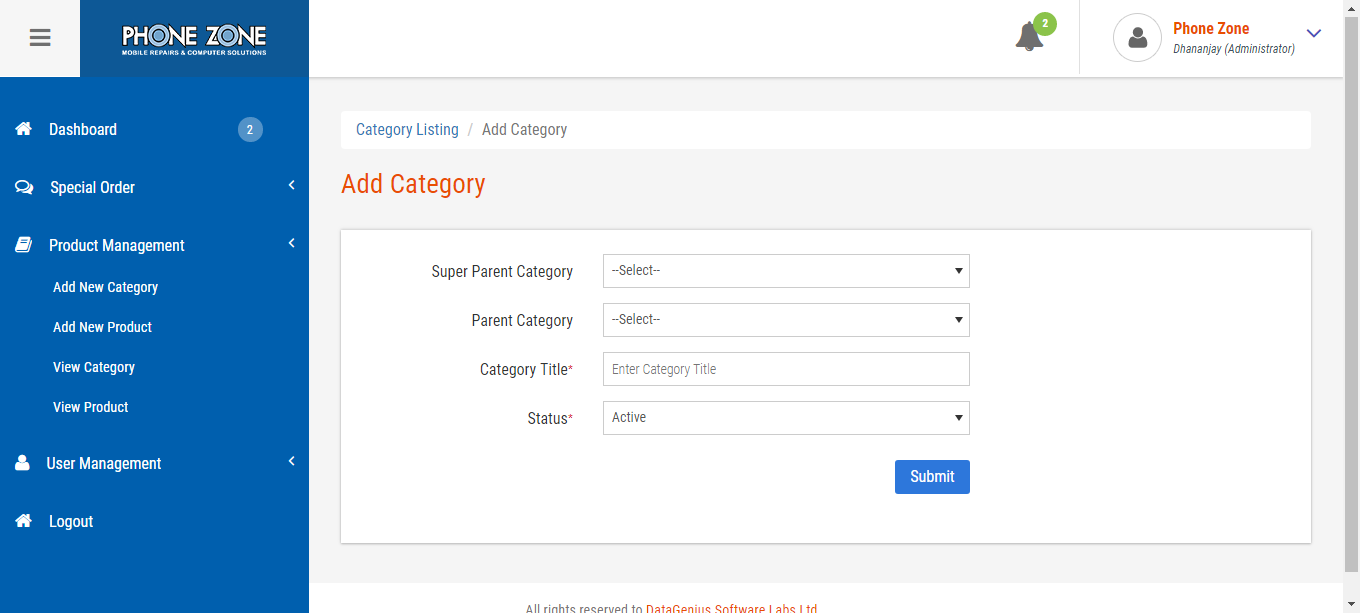 PHONE ZONE
MOBILE REPAIRS & COMPUTER SOLUTIONS
2
Phone Zone
Dhananjay (Administrator)
Dashboard
2
Special Order
Product Management
Add New Category
Add New Product
View Category
View Product
User Management
Logout
Category Listing / Add Category
Add Category
Super Parent Category
--Select--
Parent Category
--Select--
Category Title*
Enter Category Title
Status*
Active
Submit
All rights reserved to DataGenius Software Labs Ltd